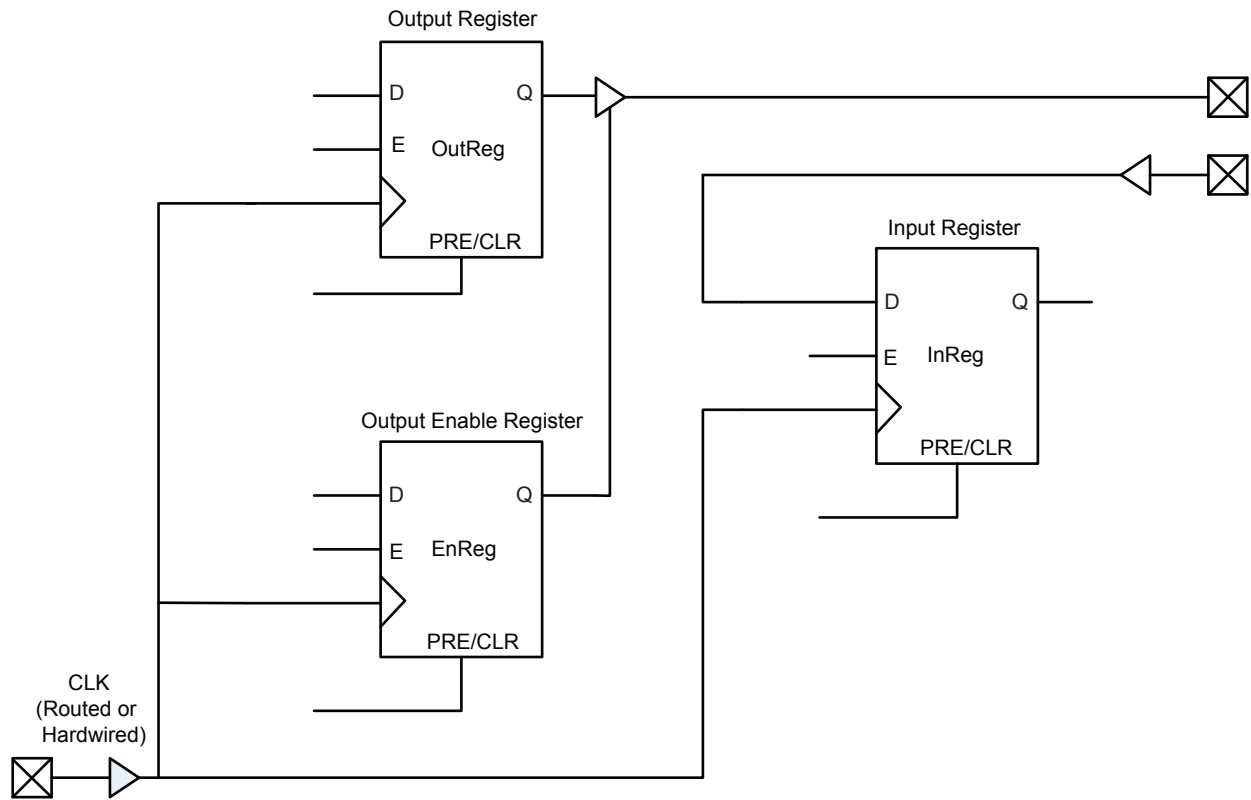 Output Register
D
Q
E
OutReg
PRE/CLR
Input Register
D
Q
E
InReg
PRE/CLR
Output Enable Register
D
Q
E
EnReg
PRE/CLR
CLK
(Routed or
Hardwired)